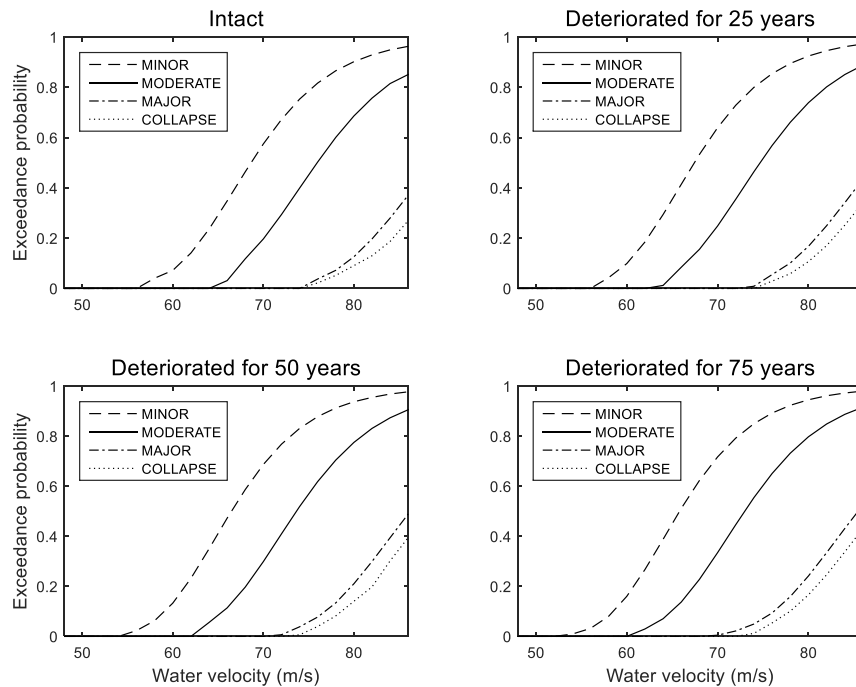 Intact
Exceedance probability
1
0.8
0.6
0.4
0.2
0
MINOR
MODERATE
MAJOR
COLLAPSE
50 60 70 80
Deteriorated for 25 years
1
0.8
0.6
0.4
0.2
0
MINOR
MODERATE
MAJOR
COLLAPSE
50 60 70 80
Deteriorated for 50 years
Exceedance probability
1
0.8
0.6
0.4
0.2
0
MINOR
MODERATE
MAJOR
COLLAPSE
50 60 70 80
Water velocity (m/s)
Deteriorated for 75 years
1
0.8
0.6
0.4
0.2
0
MINOR
MODERATE
MAJOR
COLLAPSE
50 60 70 80
Water velocity (m/s)